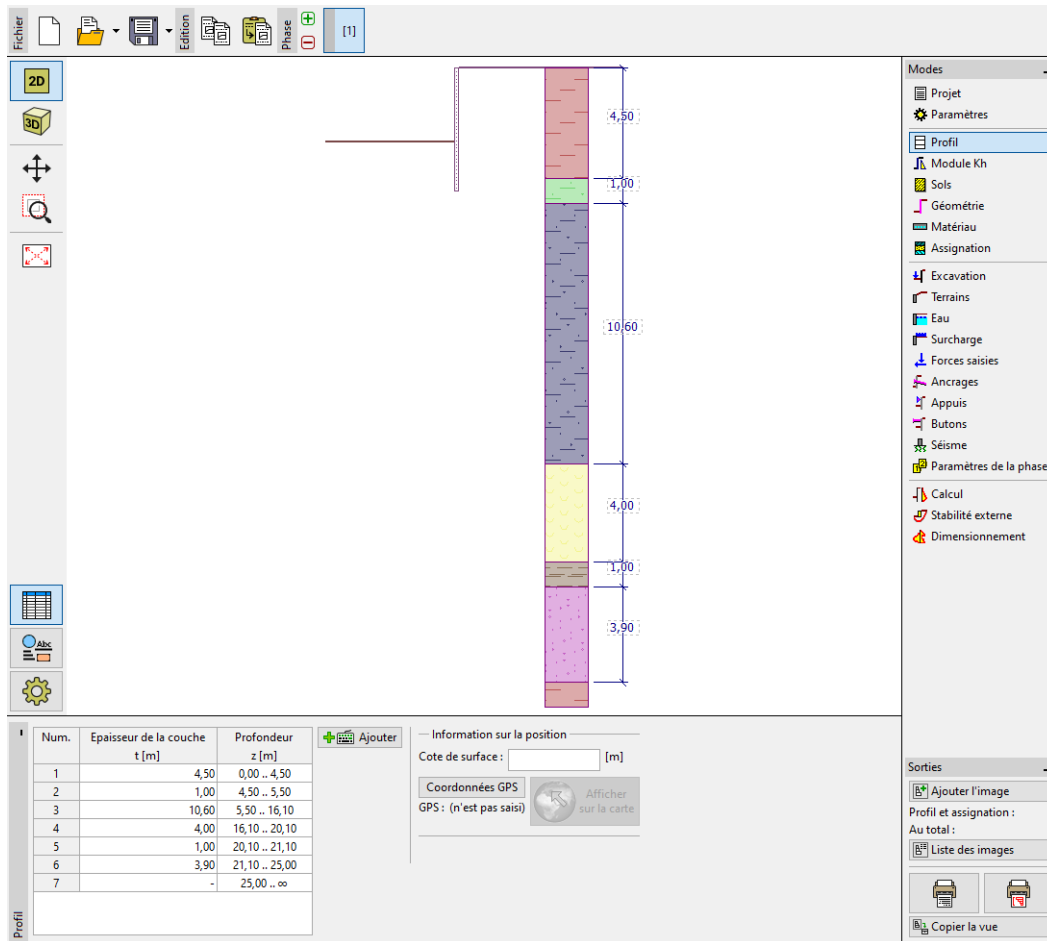 Fichier
Edition
Phase
[1]
2D
3D
Abc
4,50
1,00
10,60
4,00
1,00
3,90
Modes
Projet
Paramètres
Profil
Module Kh
Sols
Géométrie
Matériau
Assignation
Excavation
Terrains
Eau
Surcharge
Forces saisies
Ancrages
Appuis
Butons
Séisme
Paramètres de la phase
Calcul
Stabilité externe
Dimensionnement
Profil
Num. Epaisseur de la couche Profondeur
t [m] z [m]
1 4,50 0,00 .. 4,50
2 1,00 4,50 .. 5,50
3 10,60 5,50 .. 16,10
4 4,00 16,10 .. 20,10
5 1,00 20,10 .. 21,10
6 3,90 21,10 .. 25,00
7 - 25,00 .. ∞
Ajouter
Information sur la position
Cote de surface : [m]
Coordonnées GPS
GPS : (n'est pas saisi)
Afficher
sur la carte
Sorties
Ajouter l'image
Profil et assignation :
Au total :
Liste des images
Copier la vue